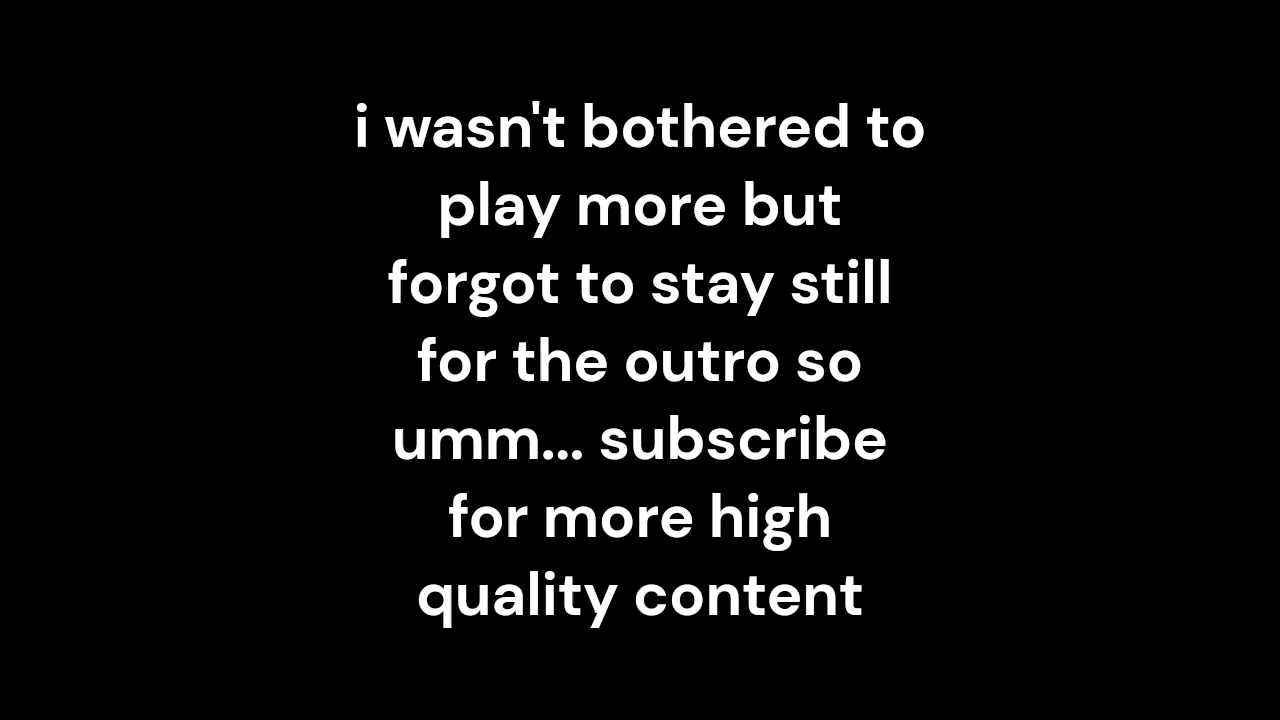 i wasn't bothered to
play more but
forgot to stay still
for the outro so
umm... subscribe
for more high
quality content